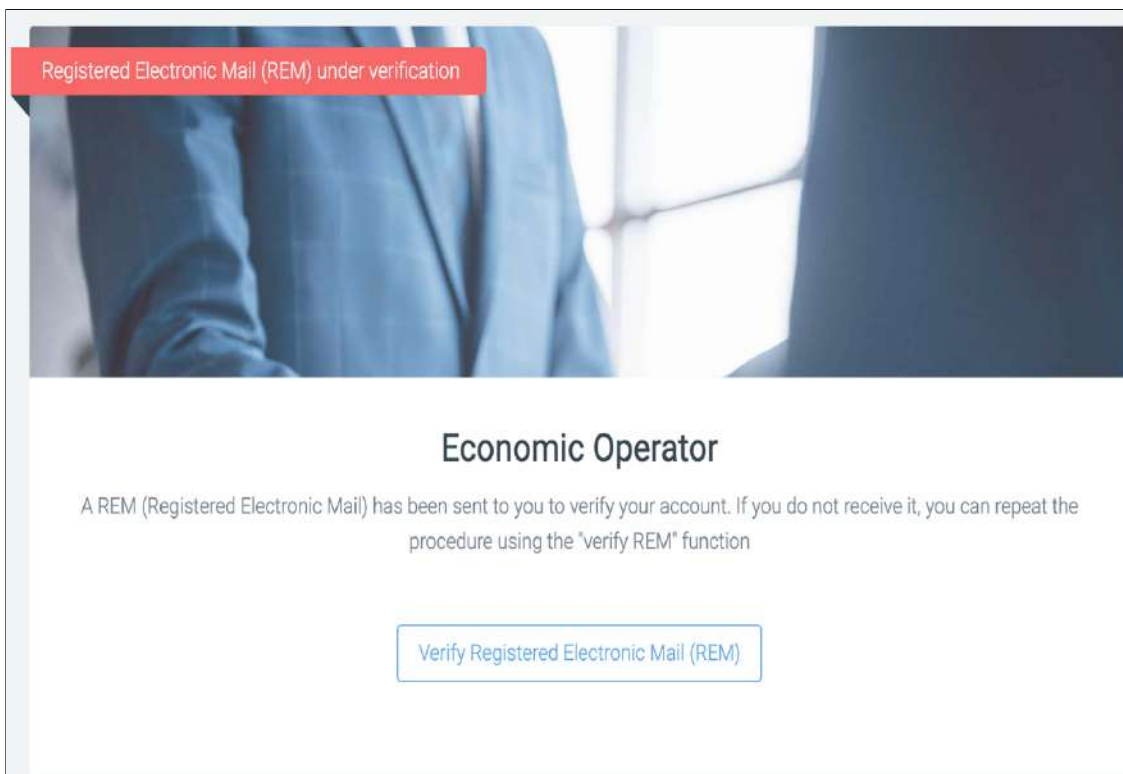 Registered Electronic Mail (REM) under verification
Economic Operator
A REM (Registered Electronic Mail) has been sent to you to verify your account. If you do not receive it, you can repeat the
procedure using the "verify REM" function
Verify Registered Electronic Mail (REM)